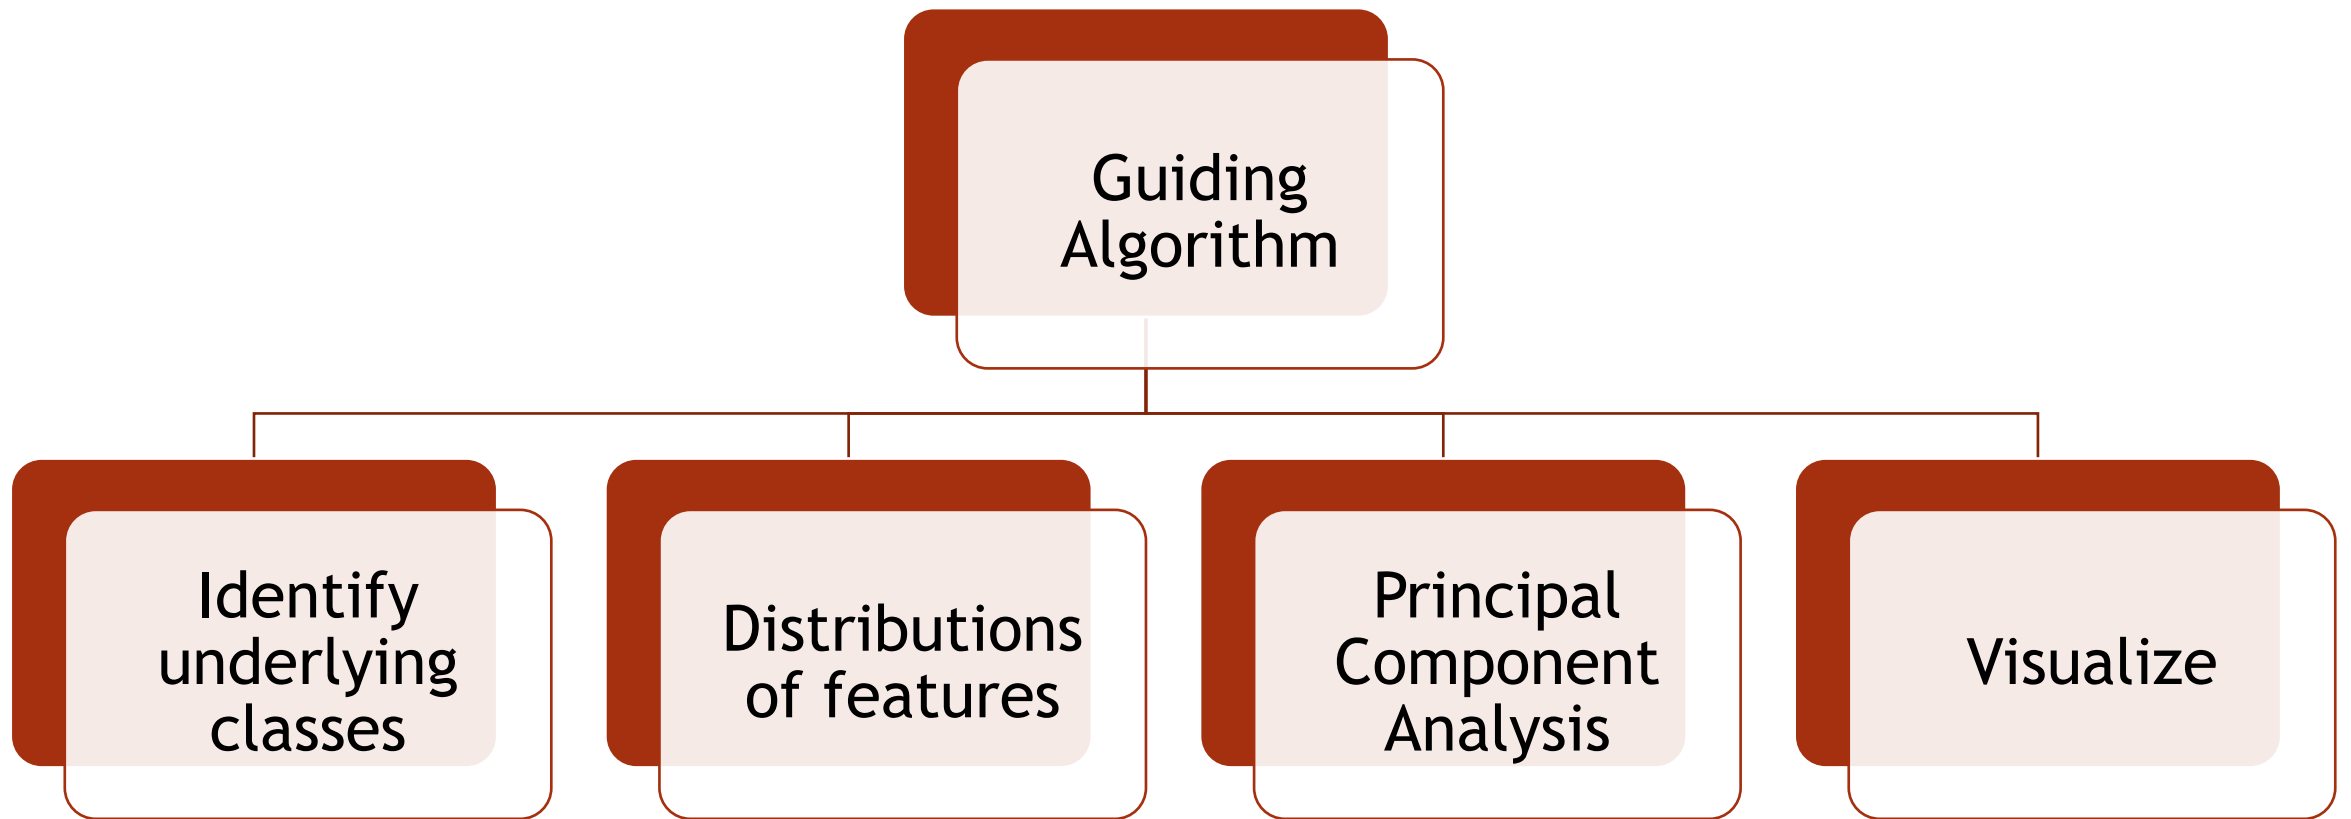 Guiding
Algorithm
Identify
underlying
classes
Distributions
of features
Principal
Component
Analysis
Visualize